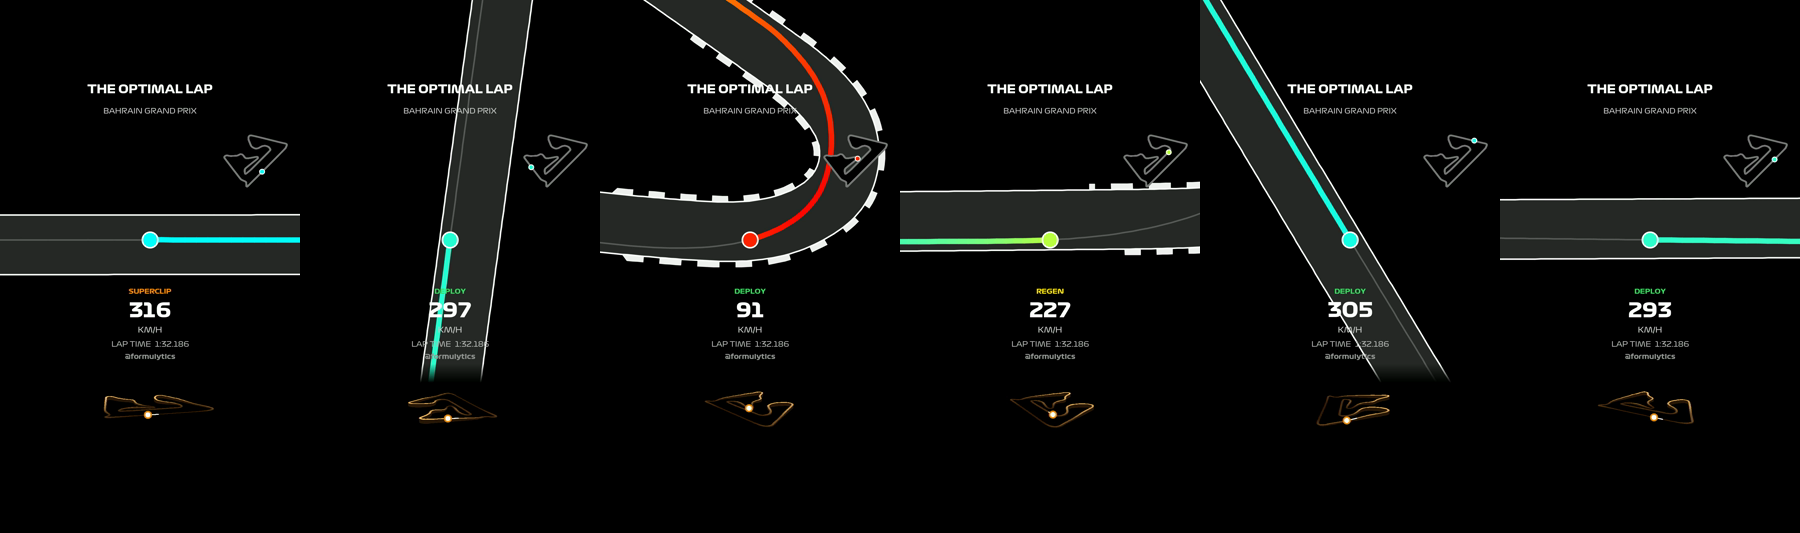 THE OPTIMAL LAP
BAHRAIN GRAND PRIX
SUPERCLIP
316
KM/H
LAP TIME 1:32.186
@formulytics
THE OPTIMAL LAP
BAHRAIN GRAND PRIX
DEPLOY
297
KM/H
LAP TIME 1:32.186
@formulytics
THE OPTIMAL LAP
BAHRAIN GRAND PRIX
DEPLOY
91
KM/H
LAP TIME 1:32.186
@formulytics
THE OPTIMAL LAP
BAHRAIN GRAND PRIX
REGEN
227
KM/H
LAP TIME 1:32.186
@formulytics
THE OPTIMAL LAP
BAHRAIN GRAND PRIX
DEPLOY
305
KM/H
LAP TIME 1:32.186
@formulytics
THE OPTIMAL LAP
BAHRAIN GRAND PRIX
DEPLOY
293
KM/H
LAP TIME 1:32.186
@formulytics